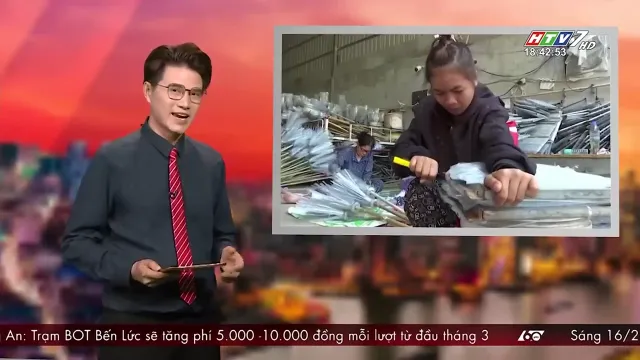 HTV7 HD
18:42:53
An: Trạm BOT Bến Lức sẽ tăng phí 5.000 -10.000 đồng mỗi lượt từ đầu tháng 3
60
Sáng 16/2